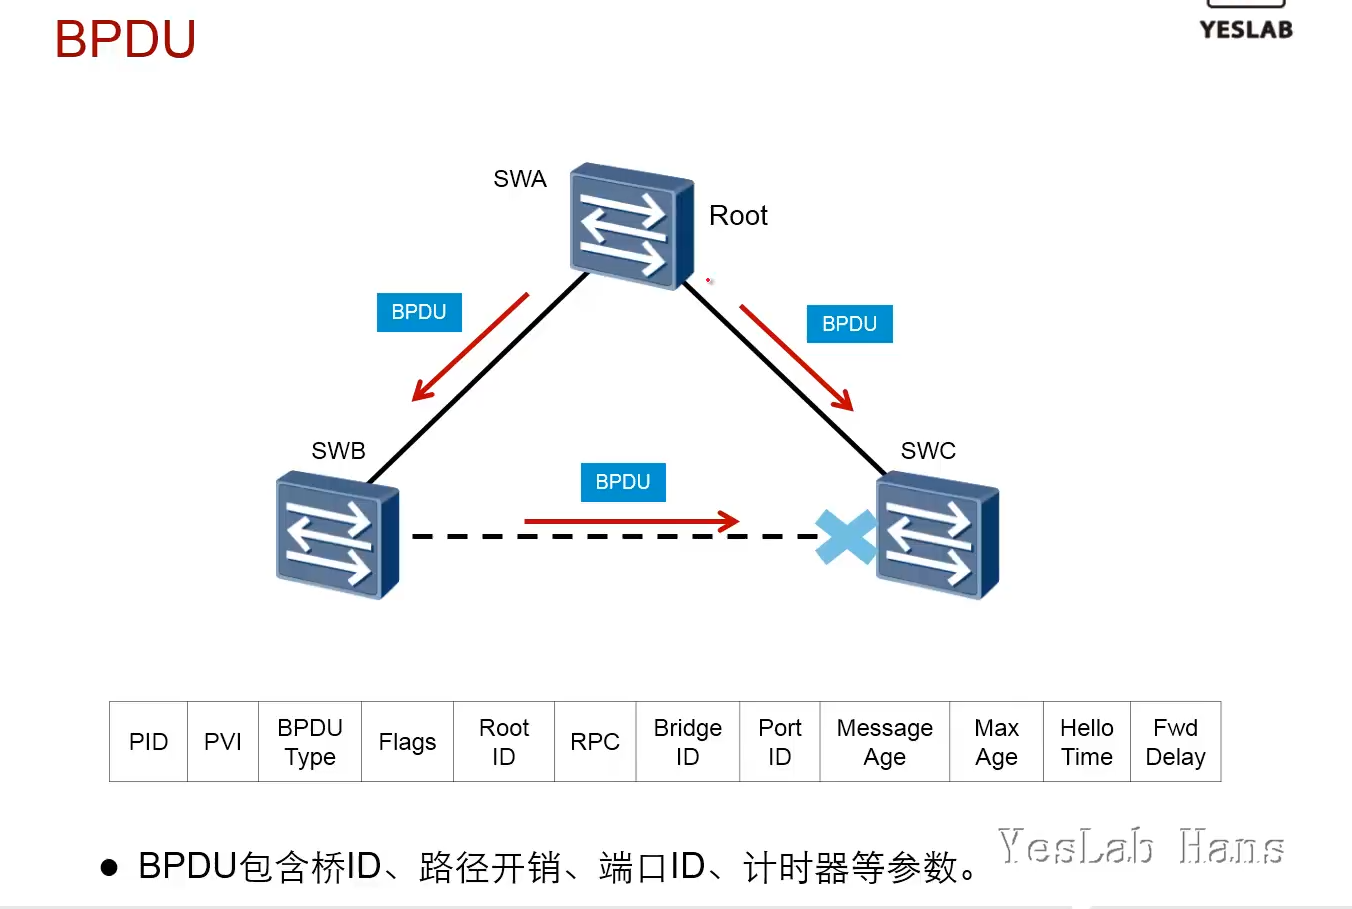 BPDU
YESLAB
SWA
Root
BPDU
BPDU
SWB
SWC
BPDU
PID
PVI
BPDU
Type
Flags
Root
ID
RPC
Bridge
ID
Port
ID
Message
Age
Max
Age
Hello
Time
Fwd
Delay
YesLab Hans
● BPDU包含桥ID、路径开销、端口ID、计时器等参数。